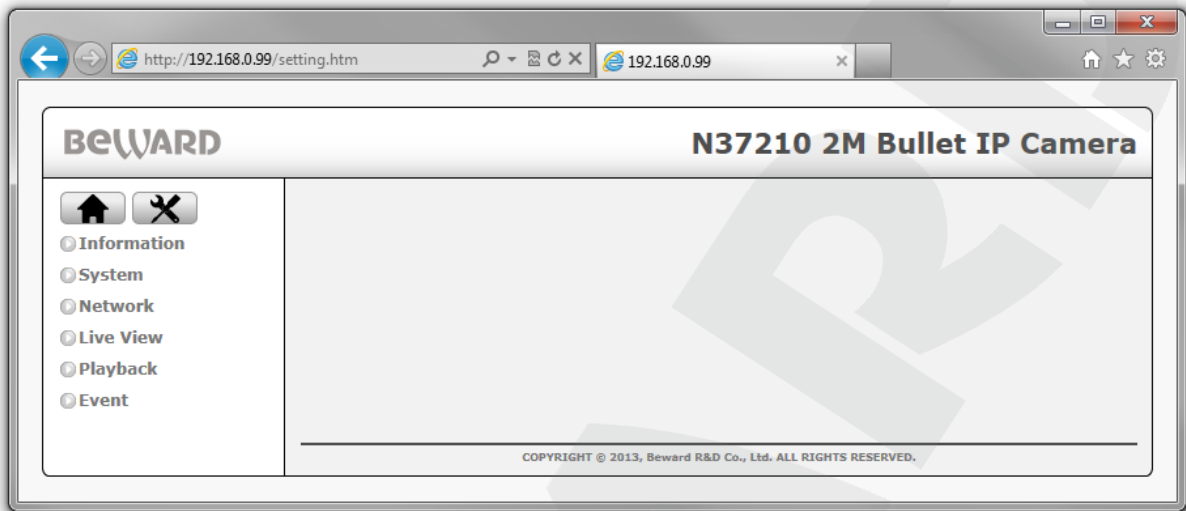 http://192.168.0.99/setting.htm
192.168.0.99
BEWARD
N37210 2M Bullet IP Camera
Information
System
Network
Live View
Playback
Event
COPYRIGHT © 2013, Beward R&D Co., Ltd. ALL RIGHTS RESERVED.